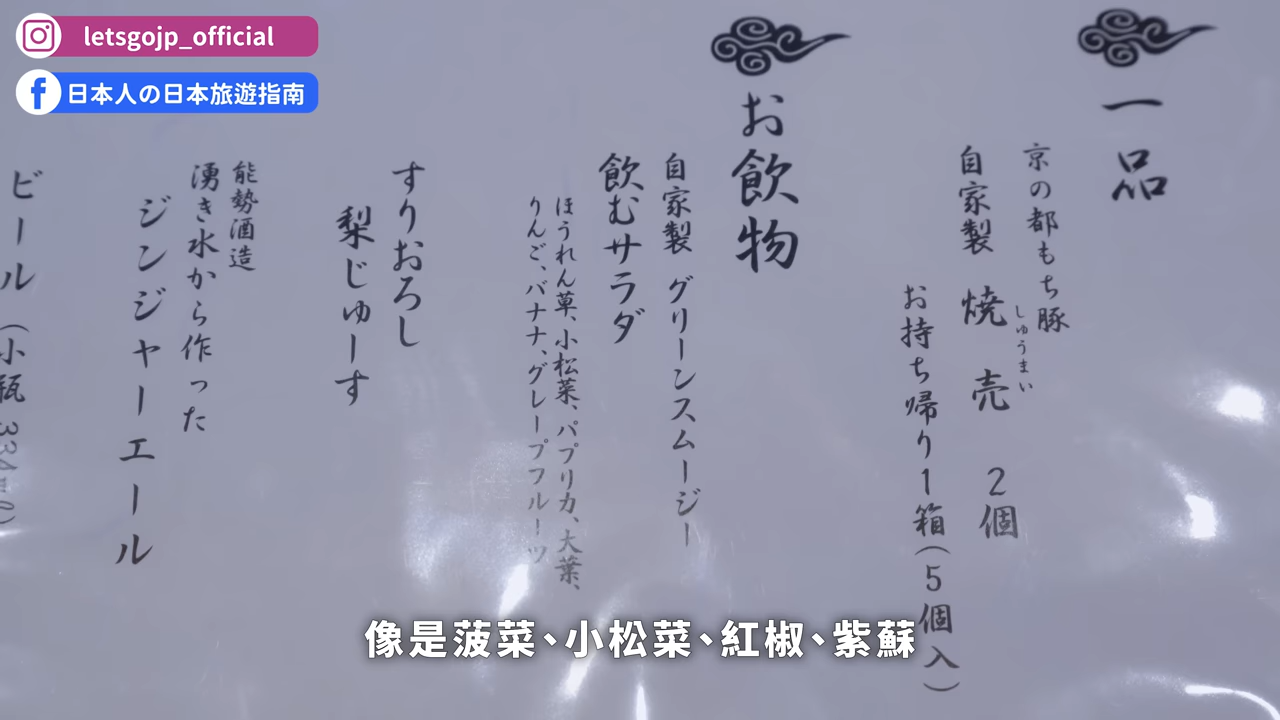 letsgojp_official
日本人の日本旅遊指南
一品
京の都もち豚
自家製 焼売 2個
しゅうまい
お持ち帰り1箱(5個入)
お飲物
自家製 グリーンスムージー
飲むサラダ
ほうれん草、小松菜、パプリカ、大葉、
りんご、バナナ、グレープフルーツ
すりおろし
梨じゅーす
能勢酒造
湧き水から作った
ジンジャーエール
ビール(小瓶 334ml)
像是菠菜、小松菜、紅椒、紫蘇